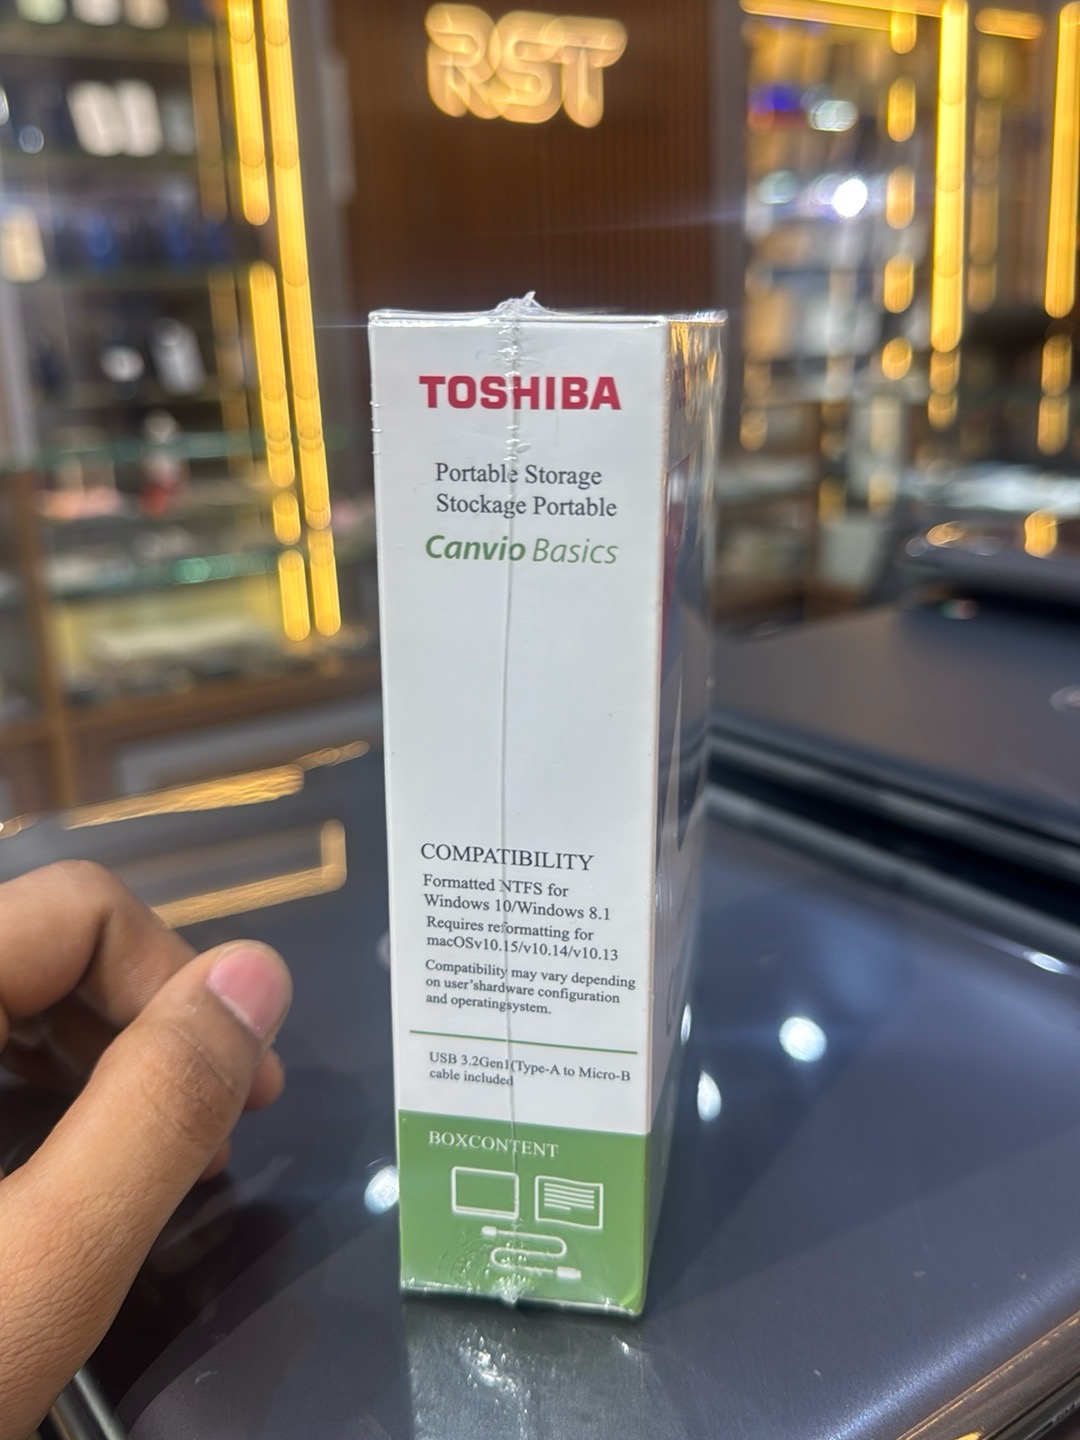 RST
TOSHIBA
Portable Storage
Stockage Portable
Canvio Basics
COMPATIBILITY
Formatted NTFS for
Windows 10/Windows 8.1
Requires reformatting for
macOSv10.15/v10.14/v10.13
Compatibility may vary depending
on user'shardware configuration
and operatingsystem.
USB 3.2Gen1(Type-A to Micro-B
cable included
BOXCONTENT